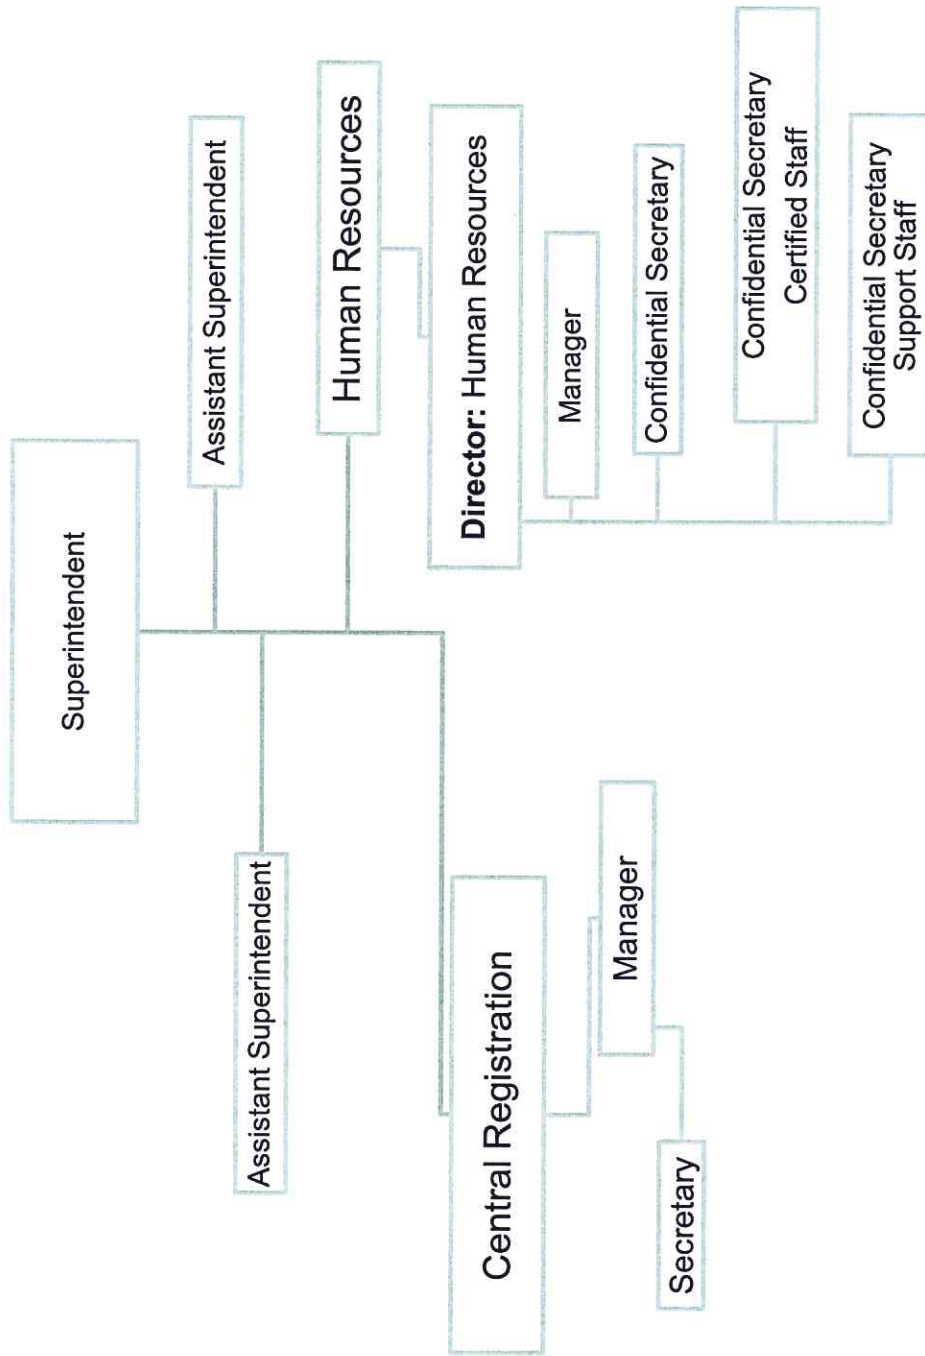 Superintendent
Assistant Superintendent
Assistant Superintendent
Human Resources
Director: Human Resources
Manager
Confidential Secretary
Confidential Secretary
Certified Staff
Confidential Secretary
Support Staff
Central Registration
Manager
Secretary